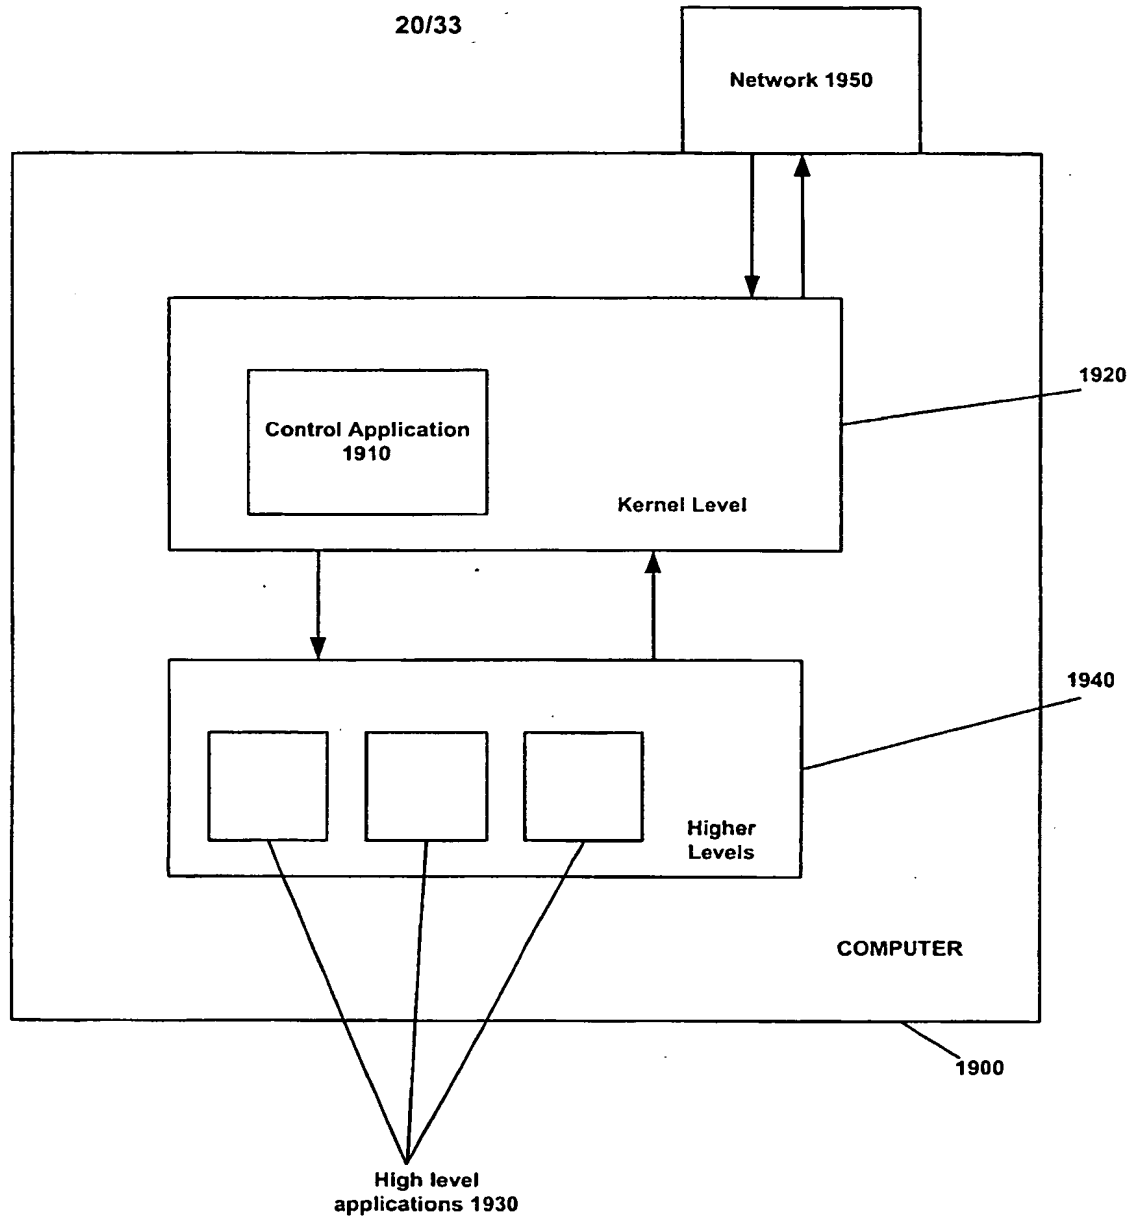 20/33
Network 1950
1920
Control Application
1910
Kernel Level
1940
Higher
Levels
COMPUTER
1900
High level
applications 1930